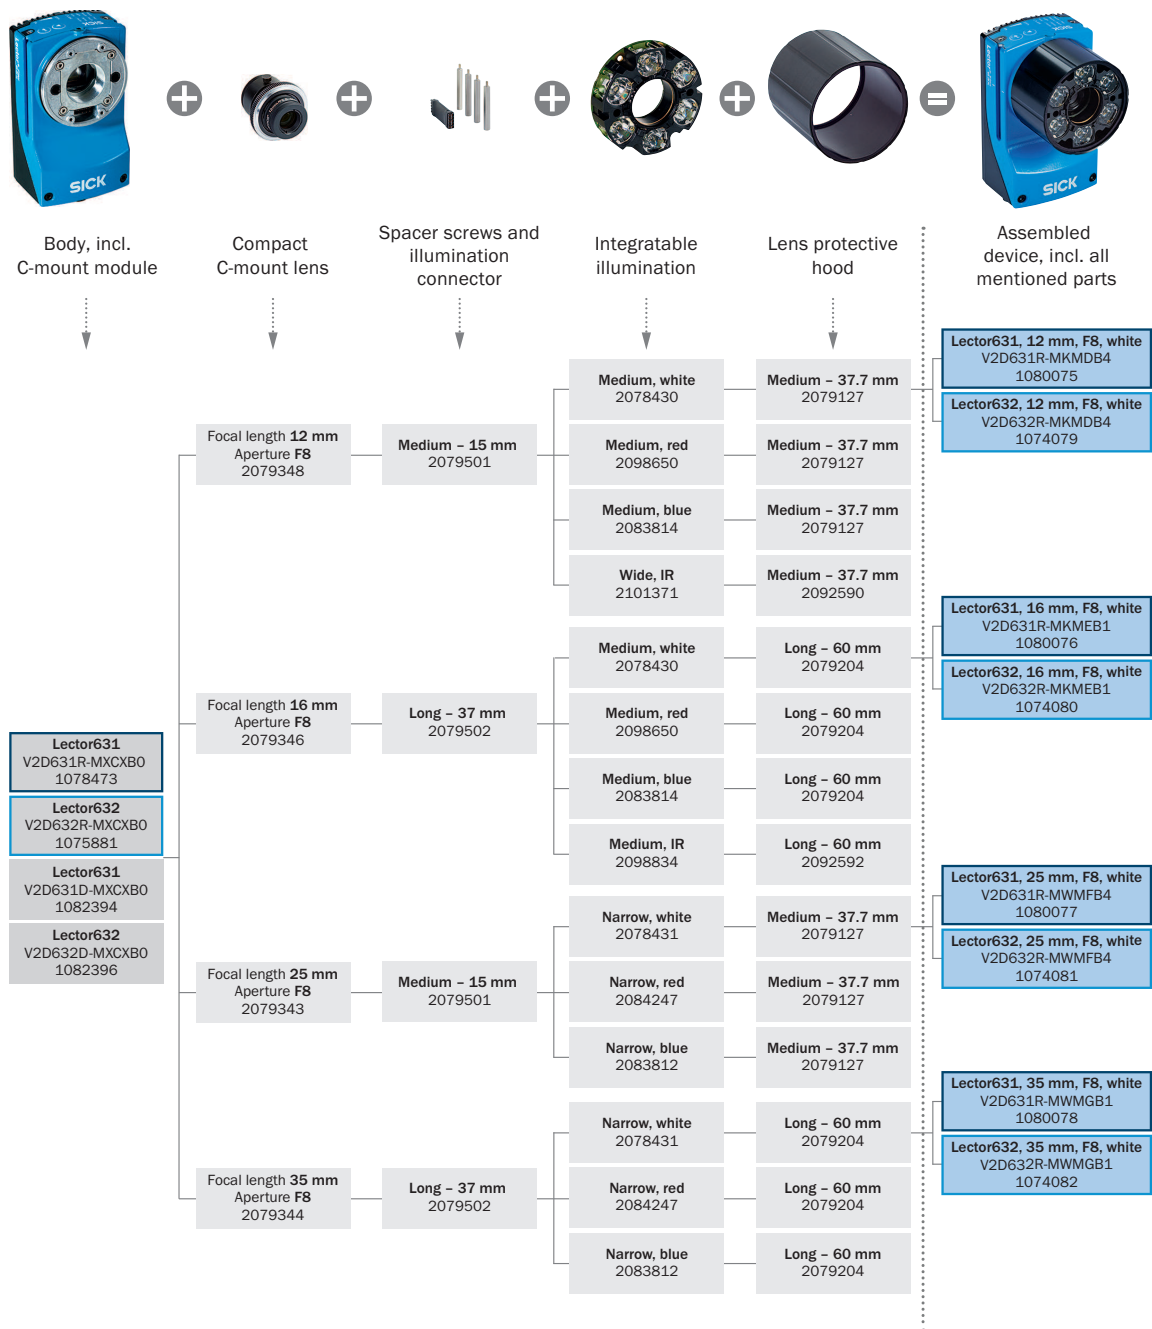 SICK
SICK
SICK
SICK
Body, incl.
C-mount module
Compact
C-mount lens
Spacer screws and
illumination
connector
Integratable
illumination
Lens protective
hood
Assembled
device, incl. all
mentioned parts
Lector631
V2D631R-MXCXB0
1078473
Lector632
V2D632R-MXCXB0
1075881
Lector631
V2D631D-MXCXB0
1082394
Lector632
V2D632D-MXCXB0
1082396
Focal length 12 mm
Aperture F8
2079348
Medium – 15 mm
2079501
Medium, white
2078430
Medium – 37.7 mm
2079127
Medium, red
2098650
Medium – 37.7 mm
2079127
Medium, blue
2083814
Medium – 37.7 mm
2079127
Wide, IR
2101371
Medium – 37.7 mm
2092590
Lector631, 12 mm, F8, white
V2D631R-MKMDB4
1080075
Lector632, 12 mm, F8, white
V2D632R-MKMDB4
1074079
Focal length 16 mm
Aperture F8
2079346
Long – 37 mm
2079502
Medium, white
2078430
Long – 60 mm
2079204
Medium, red
2098650
Long – 60 mm
2079204
Medium, blue
2083814
Long – 60 mm
2079204
Medium, IR
2098834
Long – 60 mm
2092592
Lector631, 16 mm, F8, white
V2D631R-MKMEB1
1080076
Lector632, 16 mm, F8, white
V2D632R-MKMEB1
1074080
Focal length 25 mm
Aperture F8
2079343
Medium – 15 mm
2079501
Narrow, white
2078431
Medium – 37.7 mm
2079127
Narrow, red
2084247
Medium – 37.7 mm
2079127
Narrow, blue
2083812
Medium – 37.7 mm
2079127
Lector631, 25 mm, F8, white
V2D631R-MWMFB4
1080077
Lector632, 25 mm, F8, white
V2D632R-MWMFB4
1074081
Focal length 35 mm
Aperture F8
2079344
Long – 37 mm
2079502
Narrow, white
2078431
Long – 60 mm
2079204
Narrow, red
2084247
Long – 60 mm
2079204
Narrow, blue
2083812
Long – 60 mm
2079204
Lector631, 35 mm, F8, white
V2D631R-MWMGB1
1080078
Lector632, 35 mm, F8, white
V2D632R-MWMGB1
1074082